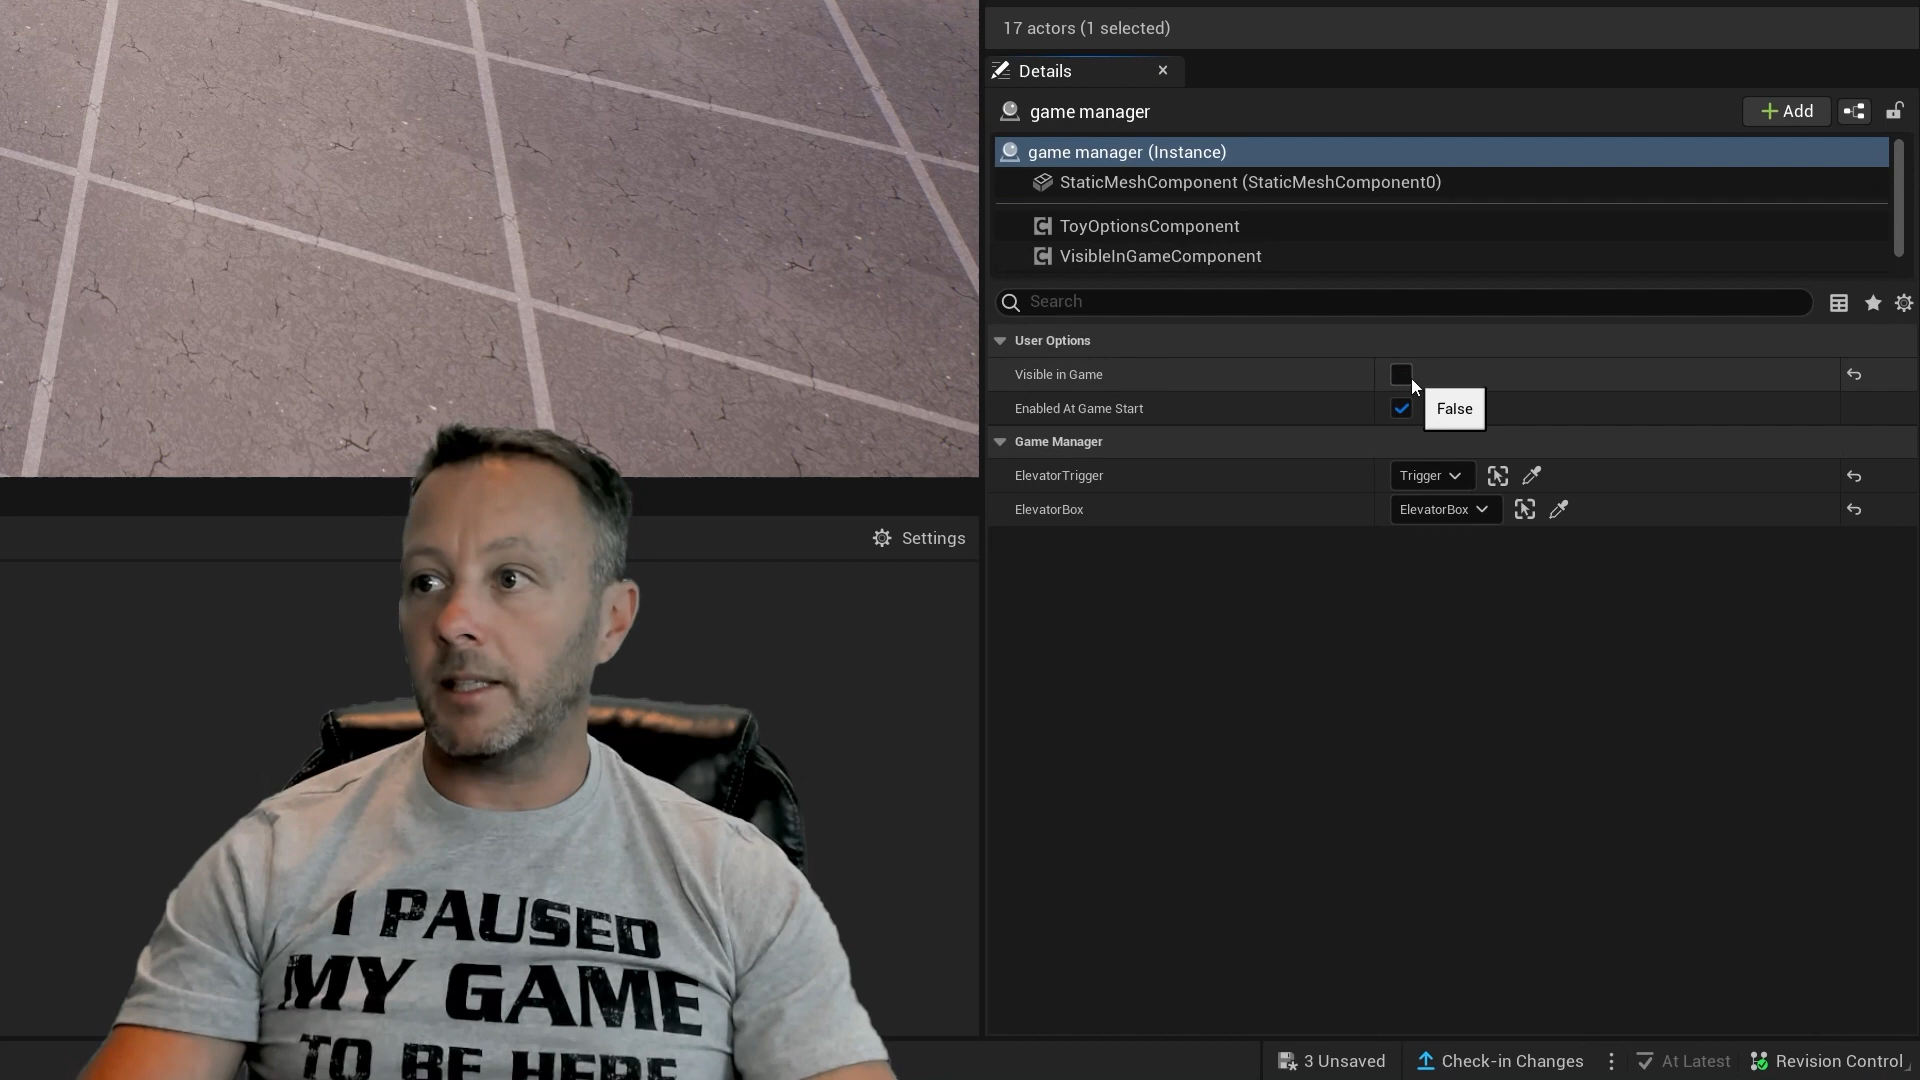 17 actors (1 selected)
Details
game manager
Add
game manager (Instance)
StaticMeshComponent (StaticMeshComponent0)
ToyOptionsComponent
VisibleInGameComponent
Search
User Options
Visible in Game
Enabled At Game Start
False
Game Manager
ElevatorTrigger
Trigger
ElevatorBox
ElevatorBox
Settings
I PAUSED
MY GAME
TO BE HERE
3 Unsaved
Check-in Changes
At Latest
Revision Control